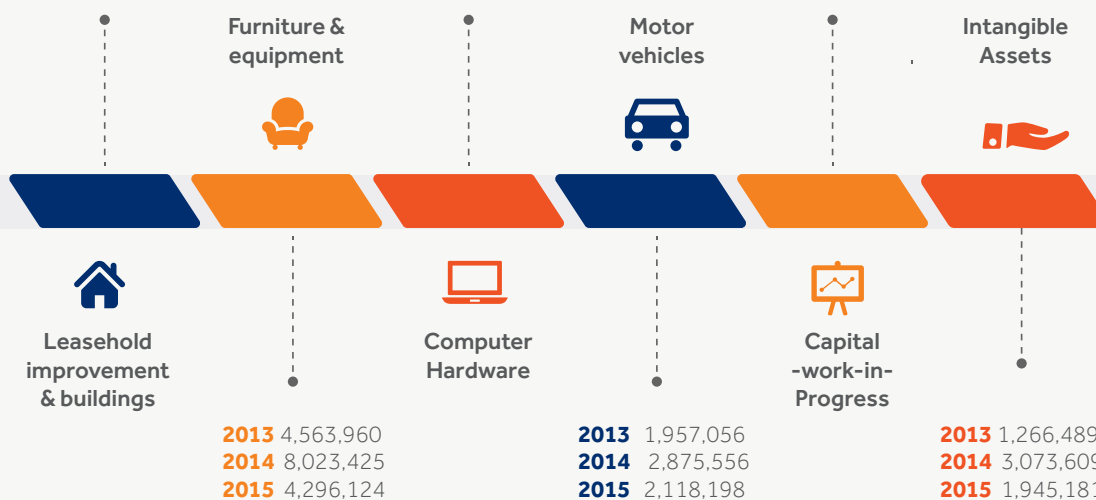 Furniture &
equipment
Motor
vehicles
Intangible
Assets
Leasehold
improvement
& buildings
Computer
Hardware
Capital
-work-in-
Progress
2013 4,563,960
2014 8,023,425
2015 4,296,124
2013 1,957,056
2014 2,875,556
2015 2,118,198
2013 1,266,489
2014 3,073,609
2015 1,945,181